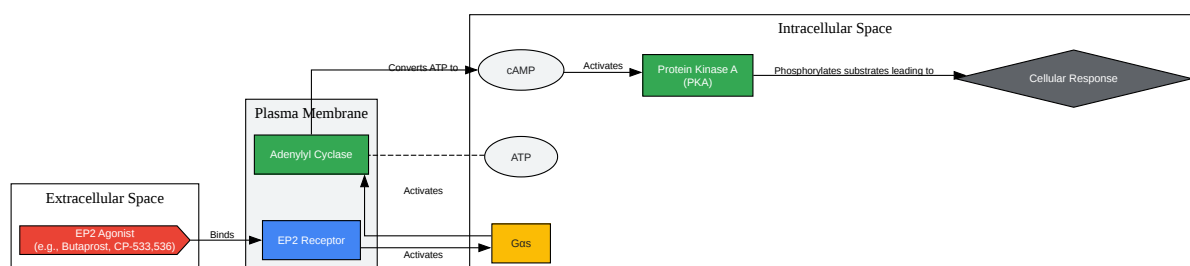 Intracellular Space
Converts ATP to
cAMP
Activates
Protein Kinase A
(PKA)
Phosphorylates substrates leading to
Cellular Response
Plasma Membrane
Adenylyl Cyclase
ATP
Activates
Extracellular Space
EP2 Agonist
(e.g., Butaprost, CP-533,536)
Binds
EP2 Receptor
Activates
Gαs